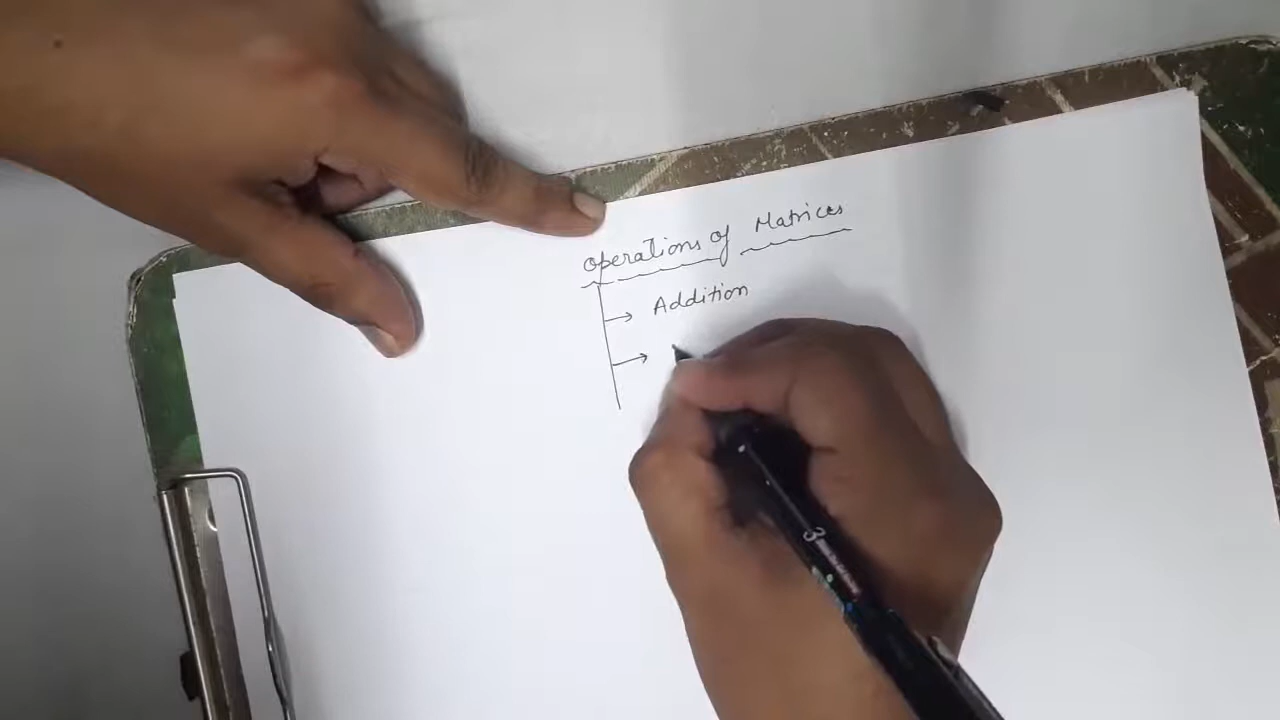 operations of Matrices
→ Addition
→